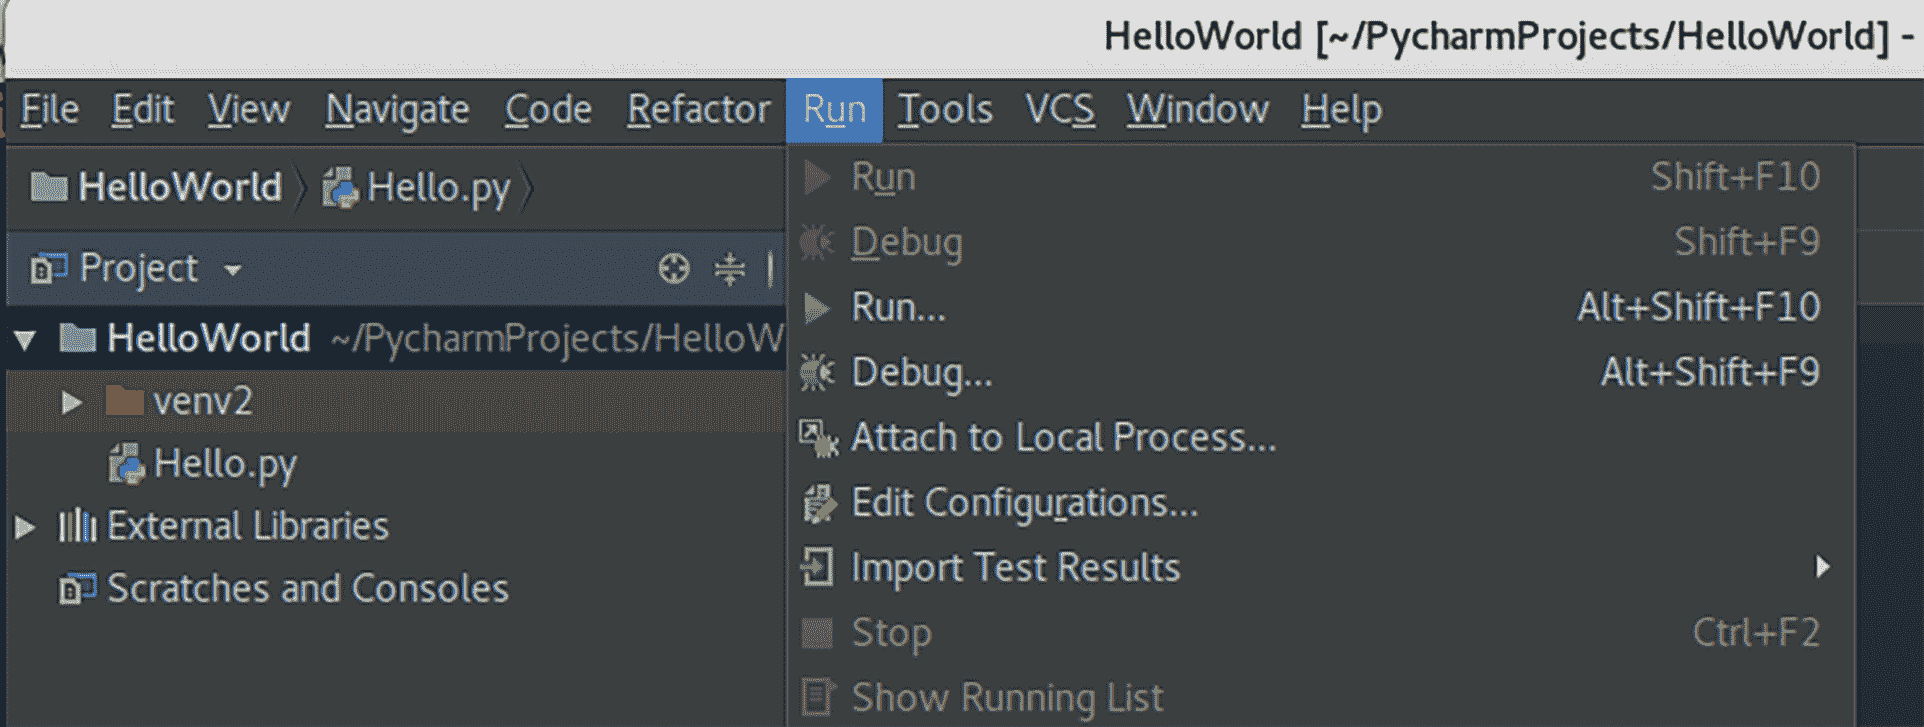 HelloWorld [~/PycharmProjects/HelloWorld] -
File Edit View Navigate Code Refactor Run Tools VCS Window Help
HelloWorld Hello.py
Project
HelloWorld ~/PycharmProjects/HelloW
venv2
Hello.py
External Libraries
Scratches and Consoles
Run Shift+F10
Debug Shift+F9
Run... Alt+Shift+F10
Debug... Alt+Shift+F9
Attach to Local Process...
Edit Configurations...
Import Test Results
Stop Ctrl+F2
Show Running List